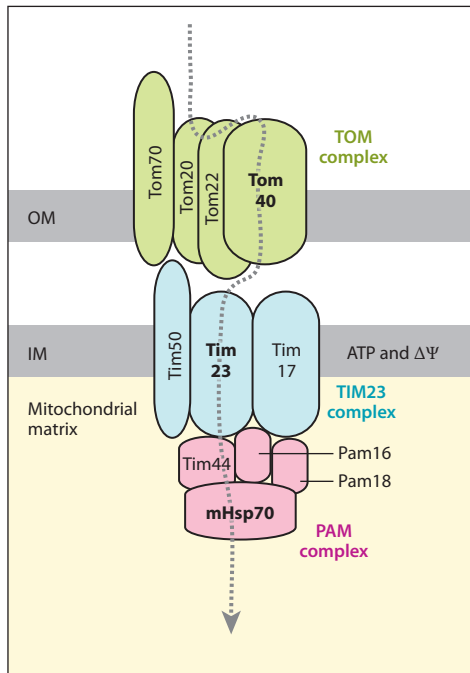 TOM
complex
Tom70
Tom20
Tom22
Tom
40
OM
Tim50
Tim
23
Tim
17
IM
ATP and ΔΨ
TIM23
complex
Mitochondrial
matrix
Tim44
Pam16
Pam18
mHsp70
PAM
complex